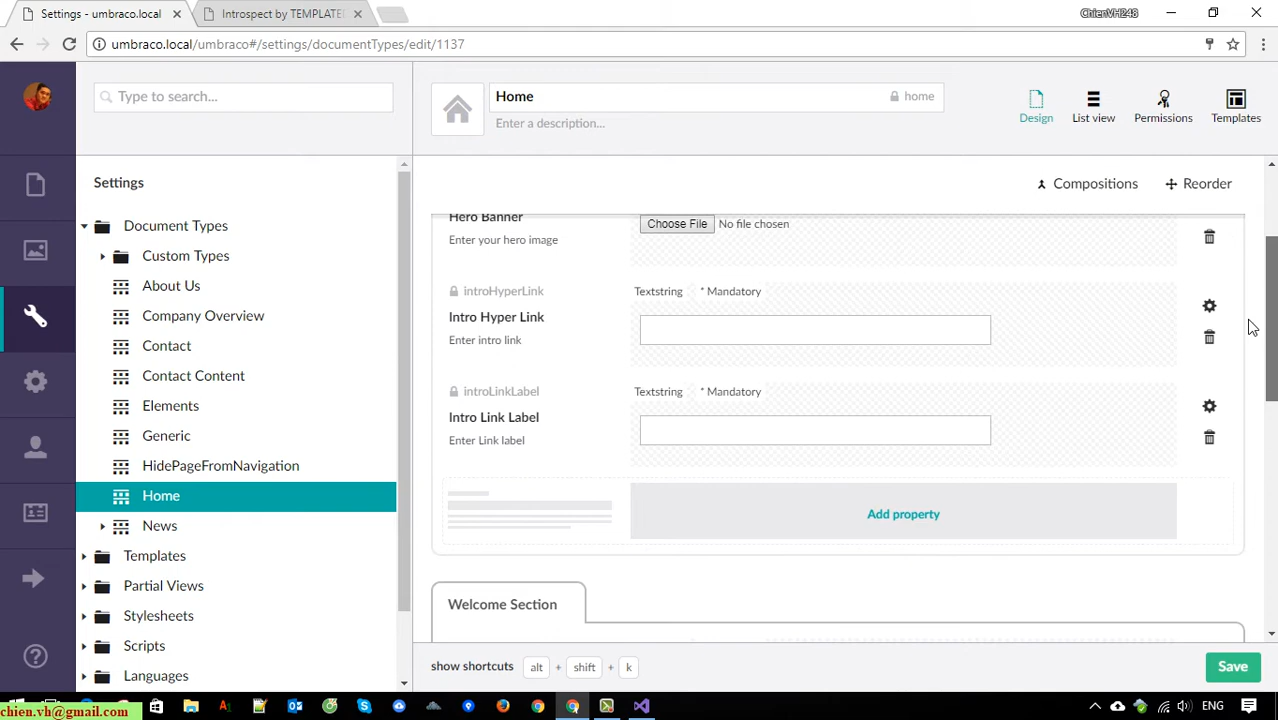 Settings - umbraco.local
Introspect by TEMPLATE
ChienVH248
umbraco.local/umbraco#/settings/documentTypes/edit/1137
Type to search...
Home
home
Enter a description...
Design
List view
Permissions
Templates
Settings
Compositions
Reorder
Document Types
Custom Types
About Us
Company Overview
Contact
Contact Content
Elements
Generic
HidePageFromNavigation
Home
News
Templates
Partial Views
Stylesheets
Scripts
Languages
Hero Banner
Enter your hero image
Choose File No file chosen
introHyperLink
Textstring * Mandatory
Intro Hyper Link
Enter intro link
introLinkLabel
Textstring * Mandatory
Intro Link Label
Enter Link label
Add property
Welcome Section
show shortcuts alt + shift + k
Save
chien.vh@gmail.com
ENG